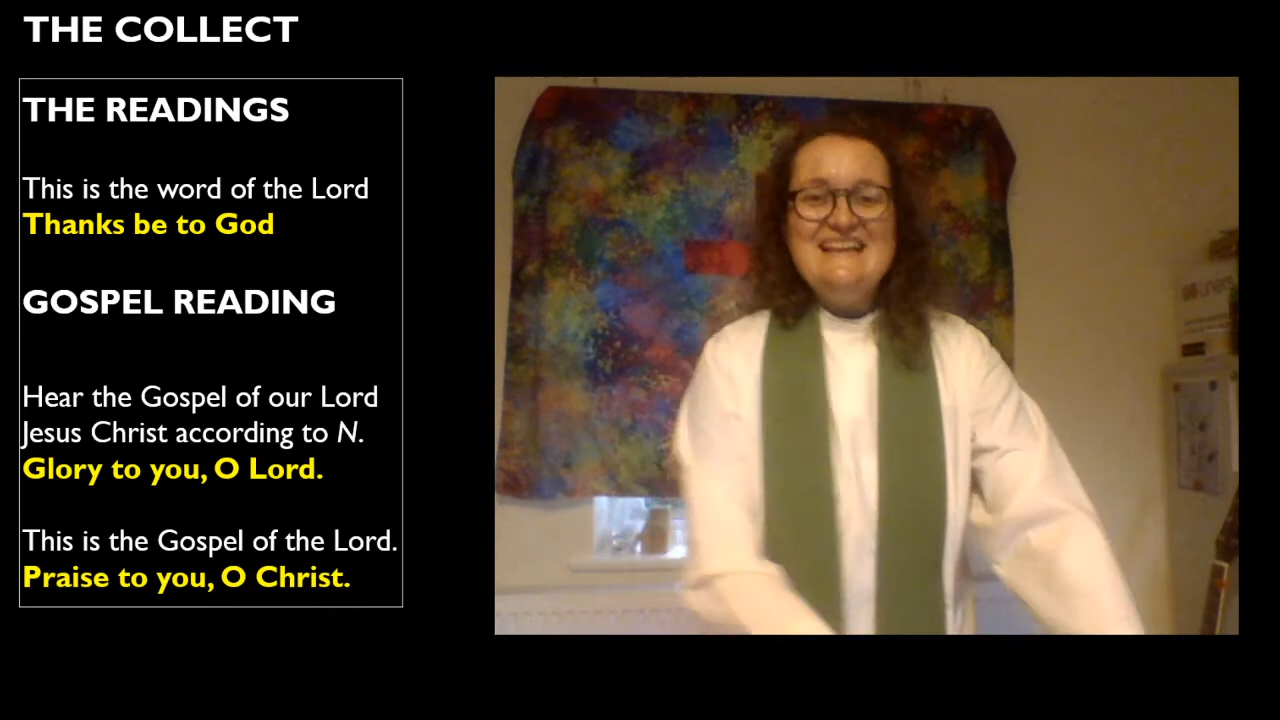 THE COLLECT
THE READINGS
This is the word of the Lord
Thanks be to God
GOSPEL READING
Hear the Gospel of our Lord
Jesus Christ according to N.
Glory to you, O Lord.
This is the Gospel of the Lord.
Praise to you, O Christ.